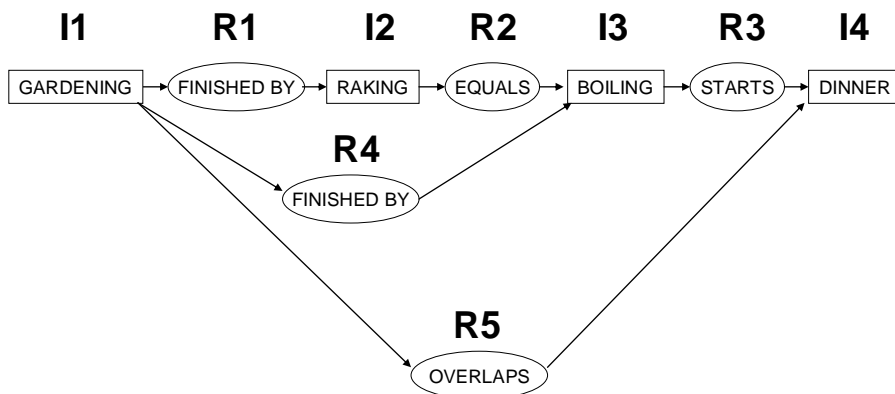 I1 R1 I2 R2 I3 R3 I4
GARDENING FINISHED BY RAKING EQUALS BOILING STARTS DINNER
R4
FINISHED BY
R5
OVERLAPS